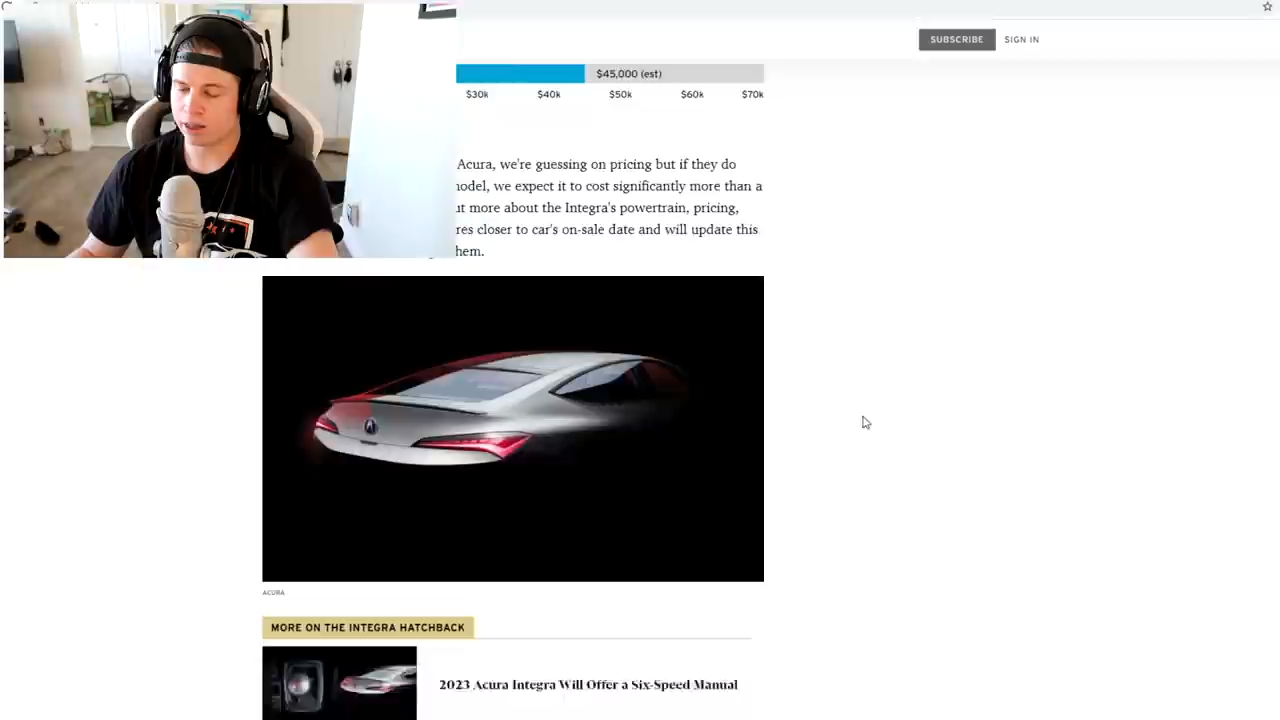 SUBSCRIBE SIGN IN
$45,000 (est)
$30k $40k $50k $60k $70k
Acura, we're guessing on pricing but if they do
odel, we expect it to cost significantly more than a
ut more about the Integra's powertrain, pricing,
res closer to car's on-sale date and will update this
hem.
ACURA
MORE ON THE INTEGRA HATCHBACK
2023 Acura Integra Will Offer a Six-Speed Manual